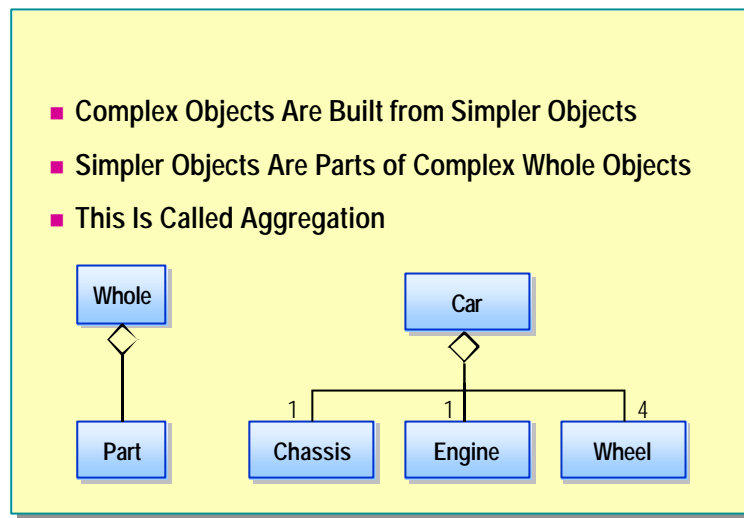 Complex Objects Are Built from Simpler Objects
Simpler Objects Are Parts of Complex Whole Objects
This Is Called Aggregation
Whole
Car
1
1
4
Part
Chassis
Engine
Wheel